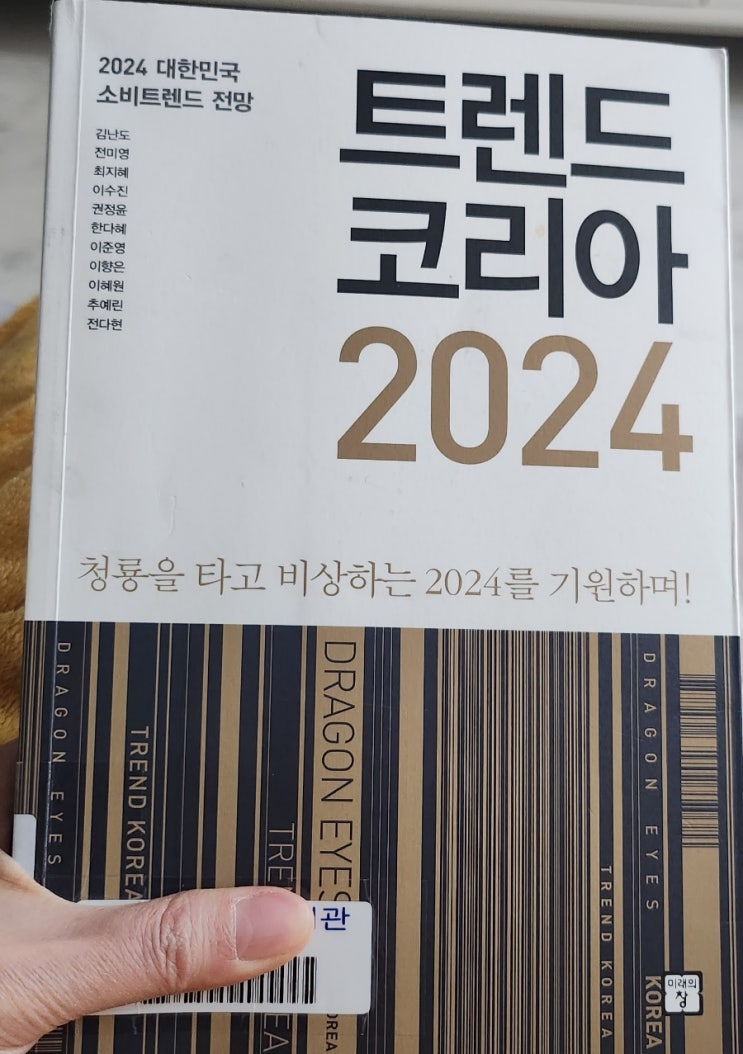 2024 대한민국
소비트렌드 전망
김난도
전미영
최지혜
이수진
권정윤
한다혜
이준영
이향은
이혜원
추예린
전다현
트렌드
코리아
2024
청룡을 타고 비상하는 2024를 기원하며!
DRAGON EYES
TREND KOREA
DRAGON EYES
DRAGON EYES
TREND KOREA
KOREA
미래의
창
관